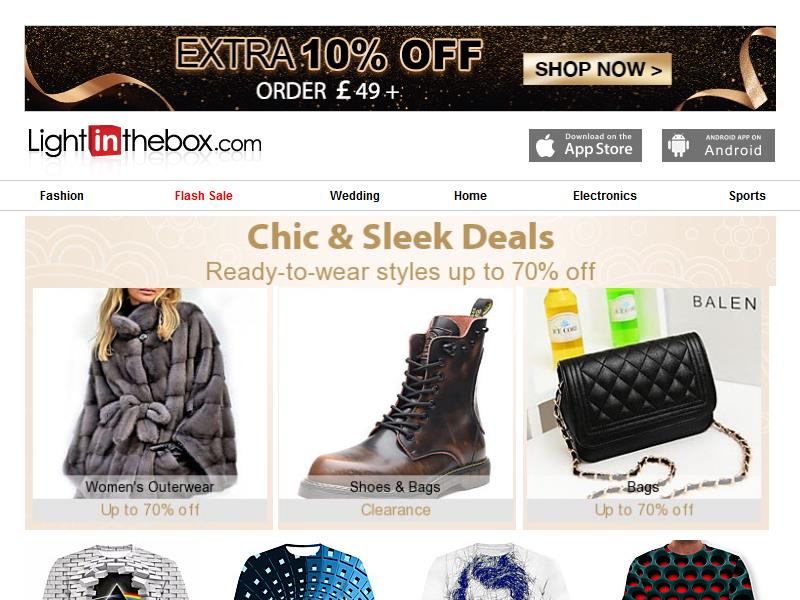 EXTRA 10% OFF
ORDER £ 49 +
SHOP NOW >
Lightinthebox.com
Download on the
App Store
ANDROID APP ON
Android
Fashion
Flash Sale
Wedding
Home
Electronics
Sports
Chic & Sleek Deals
Ready-to-wear styles up to 70% off
BALEN
Women's Outerwear
Up to 70% off
Shoes & Bags
Clearance
Bags
Up to 70% off